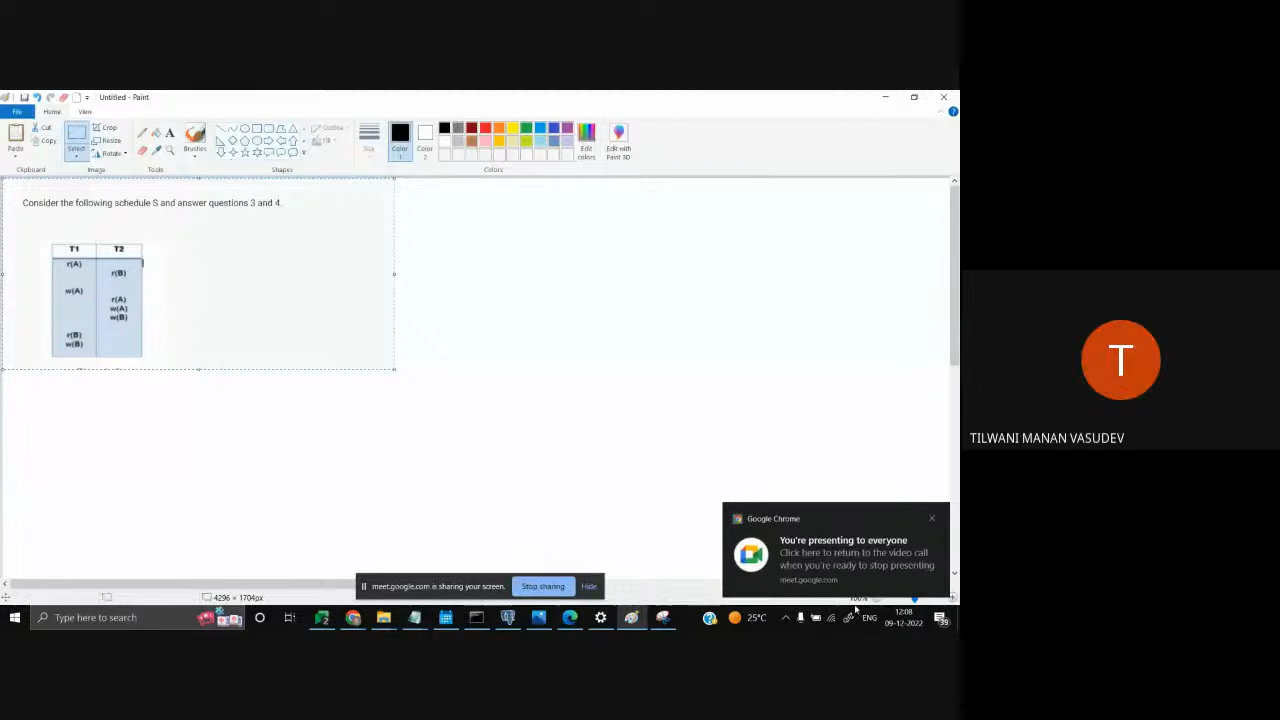 Untitled - Paint
File Home View
Paste
Cut
Copy
Clipboard
Select
Crop
Resize
Rotate
Image
Tools
Brushes
Shapes
Outline
Fill
Size
Color 1
Color 2
Colors
Edit colors
Edit with Paint 3D
Consider the following schedule S and answer questions 3 and 4.
T1 T2
r(A)
r(B)
w(A)
r(A)
w(A)
w(B)
r(B)
w(B)
T
TILWANI MANAN VASUDEV
Google Chrome
You're presenting to everyone
Click here to return to the video call
when you're ready to stop presenting
meet.google.com
meet.google.com is sharing your screen. Stop sharing Hide
4296 × 1704px
100%
Type here to search
25°C ENG 12:08
09-12-2022
39